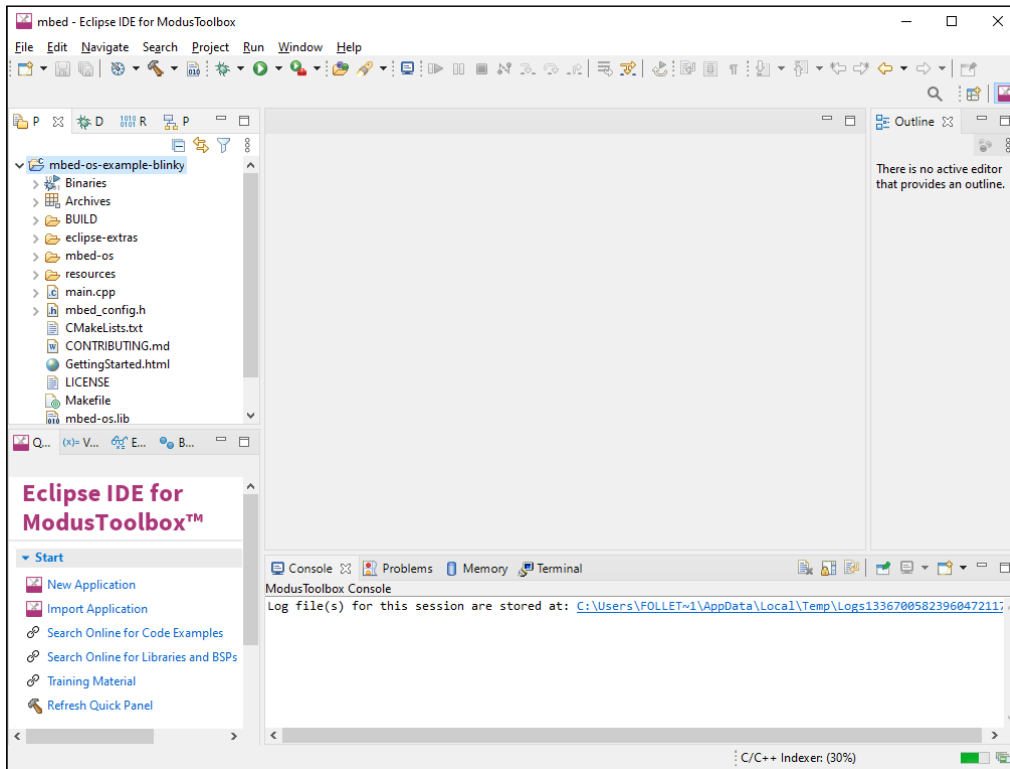 mbed - Eclipse IDE for ModusToolbox
File Edit Navigate Search Project Run Window Help
P D R P
Outline
mbed-os-example-blinky
Binaries
Archives
BUILD
eclipse-extras
mbed-os
resources
main.cpp
mbed_config.h
CMakeLists.txt
CONTRIBUTING.md
GettingStarted.html
LICENSE
Makefile
mbed-os.lib
There is no active editor
that provides an outline.
Q... (x)= V... E... B...
Eclipse IDE for
ModusToolbox™
Start
New Application
Import Application
Search Online for Code Examples
Search Online for Libraries and BSPs
Training Material
Refresh Quick Panel
Console Problems Memory Terminal
ModusToolbox Console
Log file(s) for this session are stored at: C:\Users\FOLLET~1\AppData\Local\Temp\Logs13367005823960472117
C/C++ Indexer: (30%)